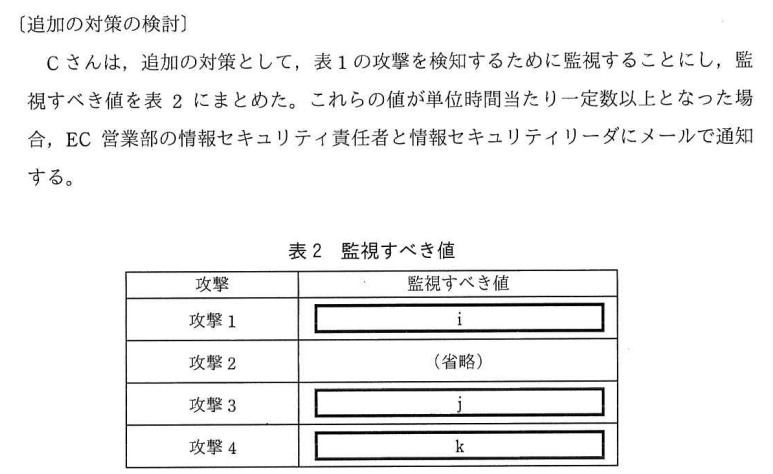 〔追加の対策の検討〕
Cさんは，追加の対策として，表1の攻撃を検知するために監視することにし，監
視すべき値を表2にまとめた。これらの値が単位時間当たり一定数以上となった場
合，EC営業部の情報セキュリティ責任者と情報セキュリティリーダにメールで通知
する。
表2　監視すべき値
攻撃　監視すべき値
攻撃1　i
攻撃2　（省略）
攻撃3　j
攻撃4　k